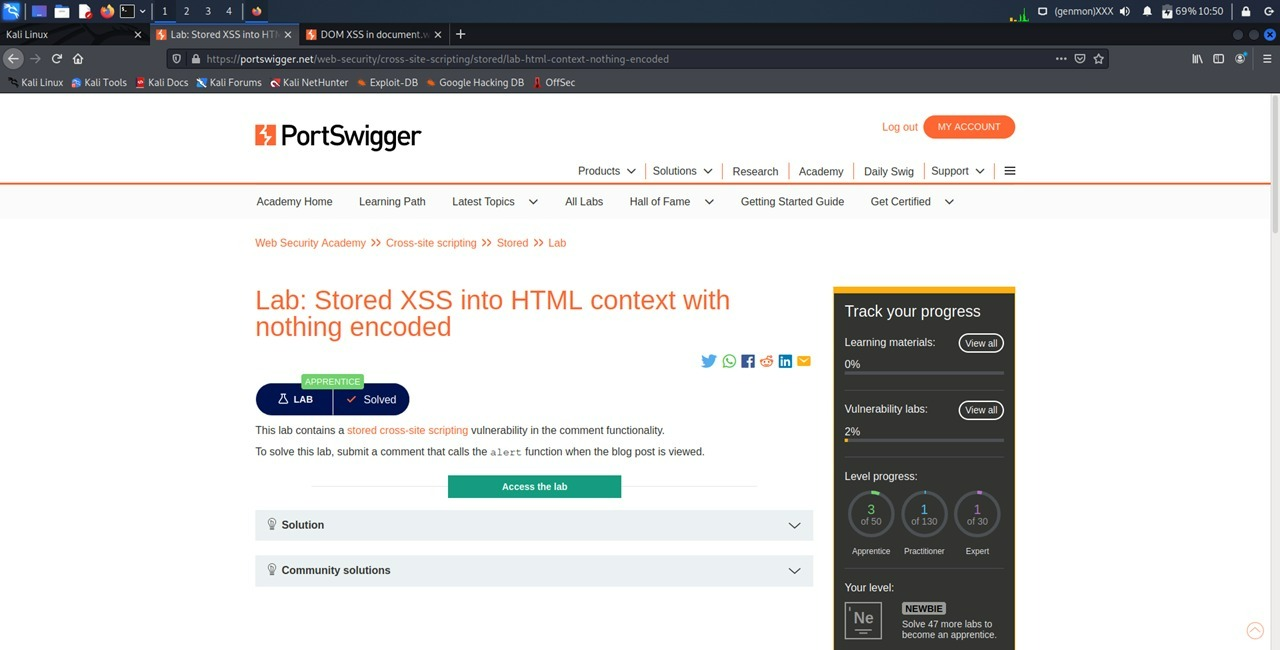 1 2 3 4 (genmon)XXX 69% 10:50
Kali Linux Lab: Stored XSS into HTM DOM XSS in document.w
https://portswigger.net/web-security/cross-site-scripting/stored/lab-html-context-nothing-encoded
Kali Linux Kali Tools Kali Docs Kali Forums Kali NetHunter Exploit-DB Google Hacking DB OffSec
PortSwigger
Log out MY ACCOUNT
Products Solutions Research Academy Daily Swig Support
Academy Home Learning Path Latest Topics All Labs Hall of Fame Getting Started Guide Get Certified
Web Security Academy Cross-site scripting Stored Lab
Lab: Stored XSS into HTML context with
nothing encoded
APPRENTICE
LAB Solved
This lab contains a stored cross-site scripting vulnerability in the comment functionality.
To solve this lab, submit a comment that calls the alert function when the blog post is viewed.
Access the lab
Solution
Community solutions
Track your progress
Learning materials: View all
0%
Vulnerability labs: View all
2%
Level progress:
3 1 1
of 50 of 130 of 30
Apprentice Practitioner Expert
Your level:
Ne NEWBIE
Solve 47 more labs to
become an apprentice.